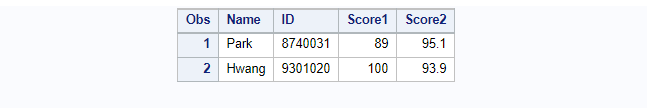 Obs Name ID Score1 Score2
1 Park 8740031 89 95.1
2 Hwang 9301020 100 93.9